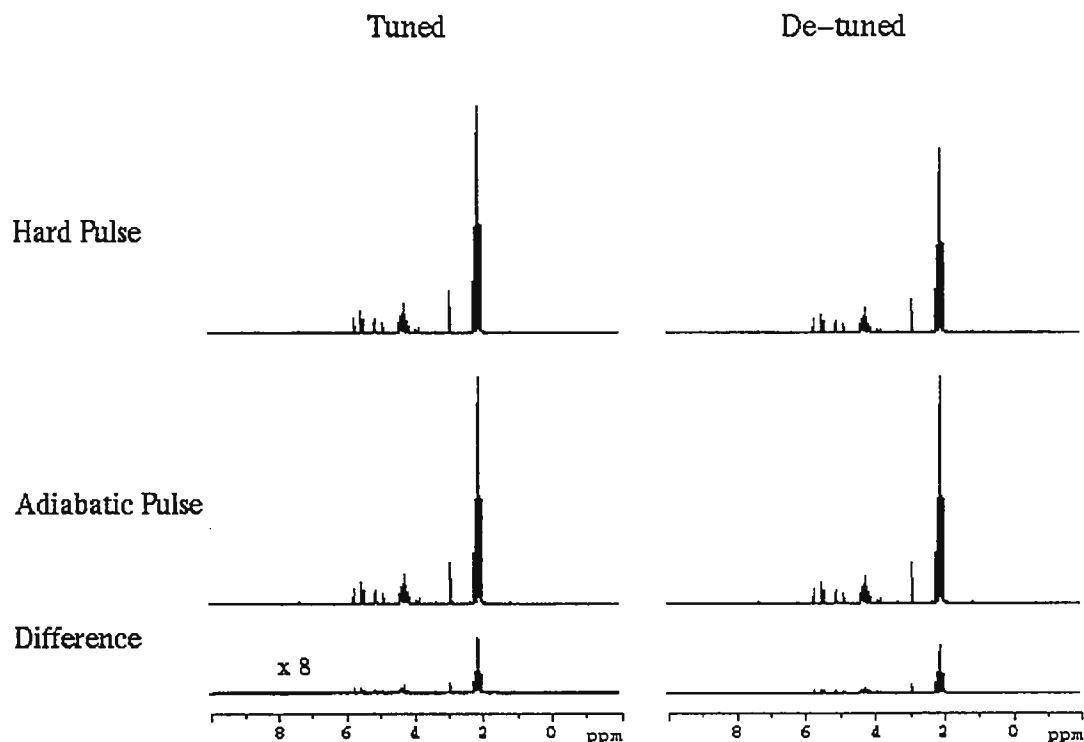 Tuned
De-tuned
Hard Pulse
Adiabatic Pulse
Difference
x 8
8 6 4 2 0 ppm
8 6 4 2 0 ppm